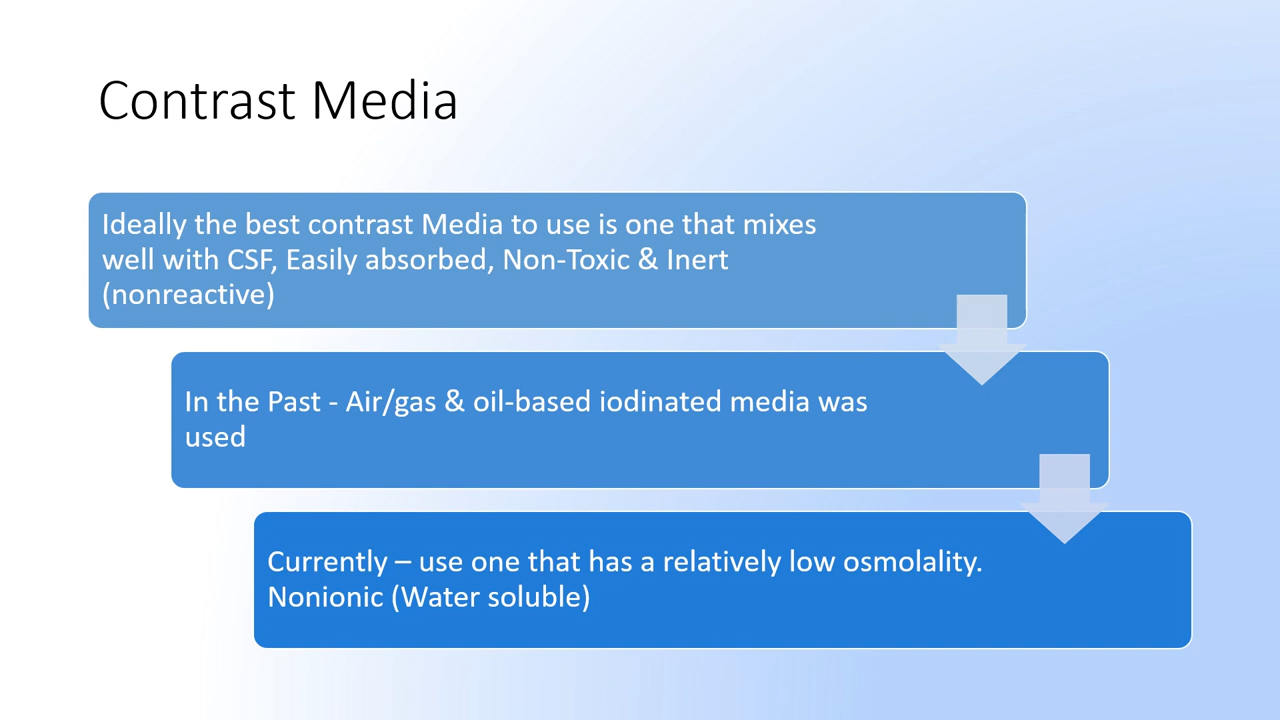 Contrast Media
Ideally the best contrast Media to use is one that mixes
well with CSF, Easily absorbed, Non-Toxic & Inert
(nonreactive)
In the Past - Air/gas & oil-based iodinated media was
used
Currently – use one that has a relatively low osmolality.
Nonionic (Water soluble)